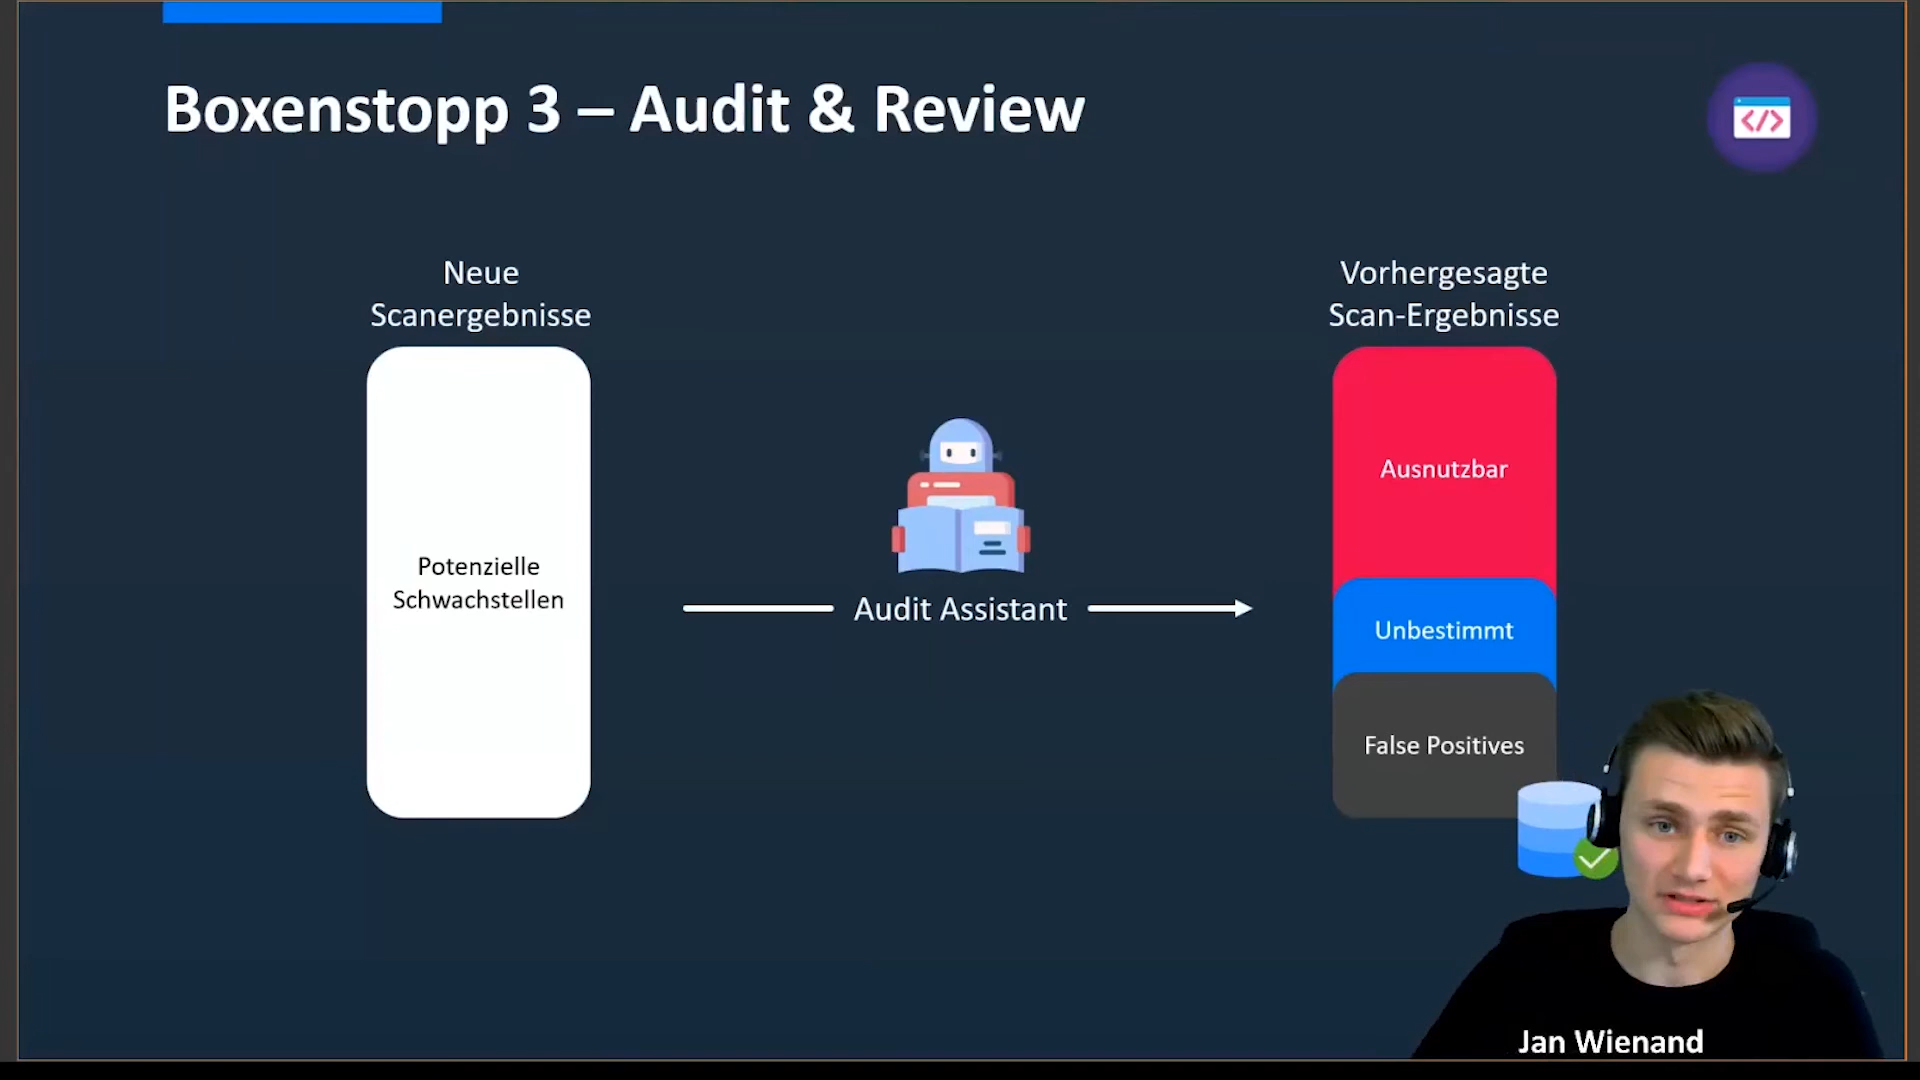 Boxenstopp 3 – Audit & Review
</>
Neue
Scanergebnisse
Potenzielle
Schwachstellen
Audit Assistant
Vorhergesagte
Scan-Ergebnisse
Ausnutzbar
Unbestimmt
False Positives
Jan Wienand